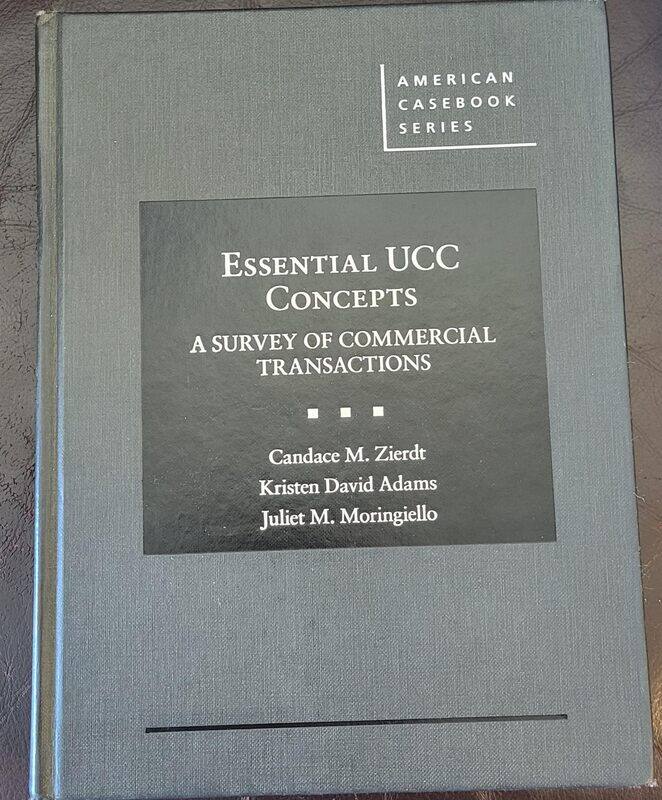 AMERICAN
CASEBOOK
SERIES
ESSENTIAL UCC
CONCEPTS
A SURVEY OF COMMERCIAL
TRANSACTIONS
Candace M. Zierdt
Kristen David Adams
Juliet M. Moringiello